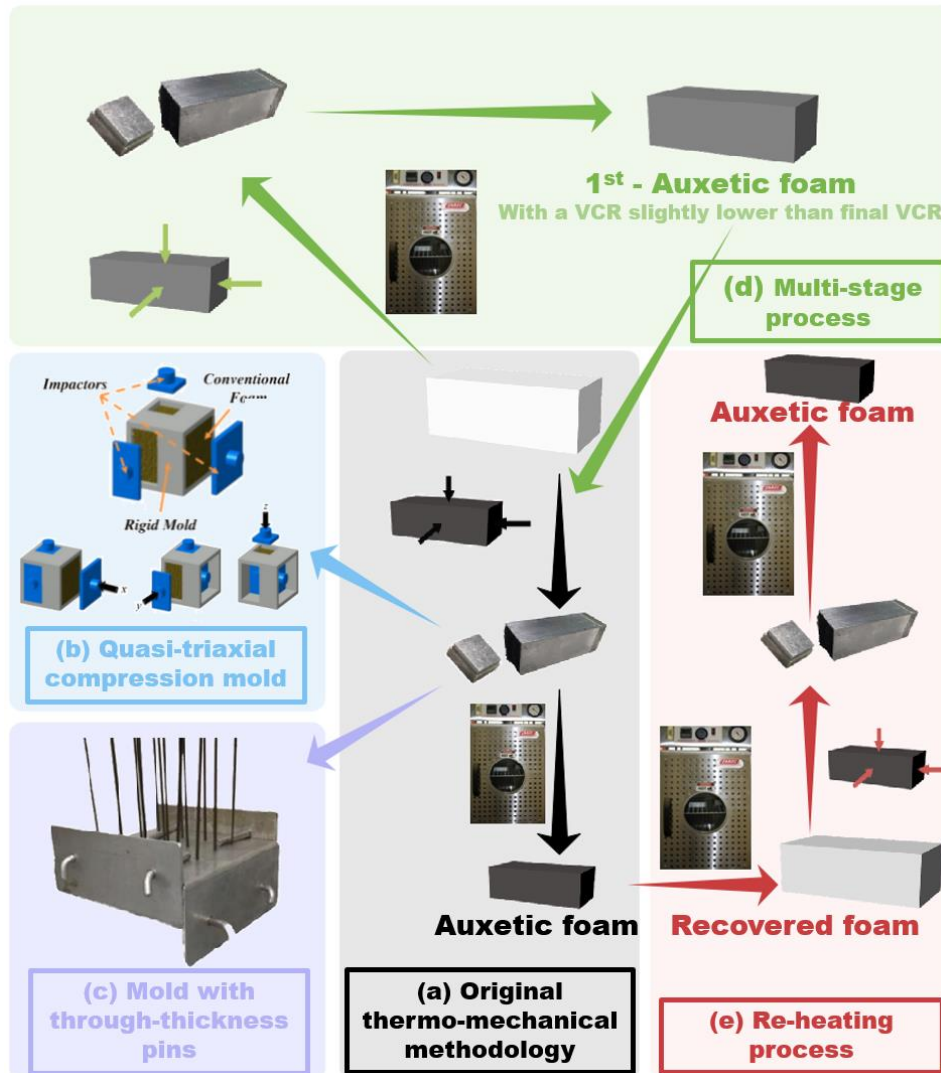 1st - Auxetic foam
With a VCR slightly lower than final VCR
(d) Multi-stage
process
Impactors
Conventional
Rigid Mold
x
y
z
(b) Quasi-triaxial
compression mold
(c) Mold with
through-thickness
pins
Auxetic foam
(a) Original
thermo-mechanical
methodology
Auxetic foam
Recovered foam
(e) Re-heating
process